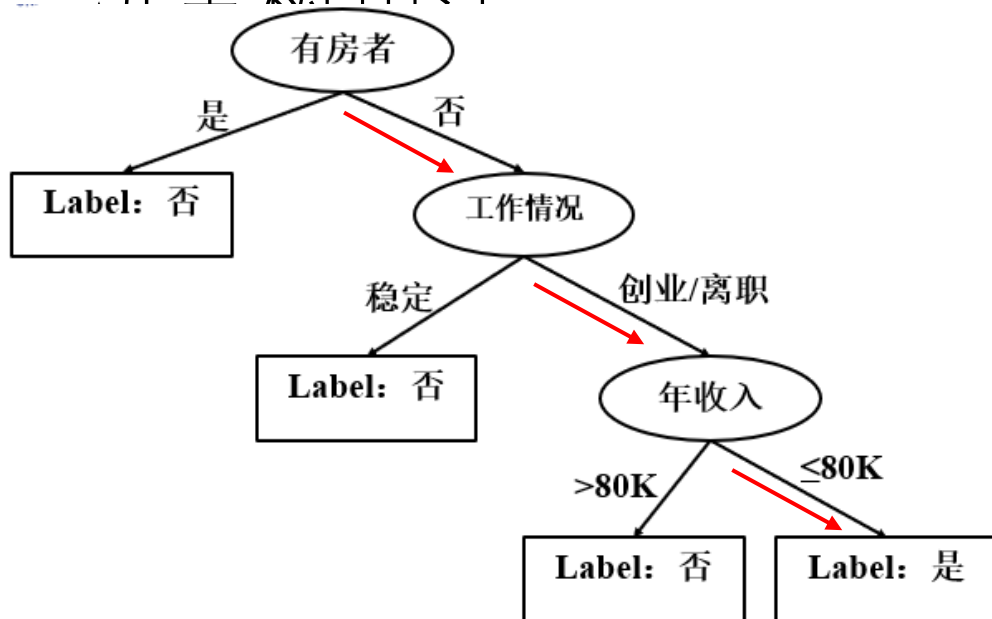 有房者
是
否
Label：否
工作情况
稳定
创业/离职
Label：否
年收入
>80K
≤80K
Label：否
Label：是